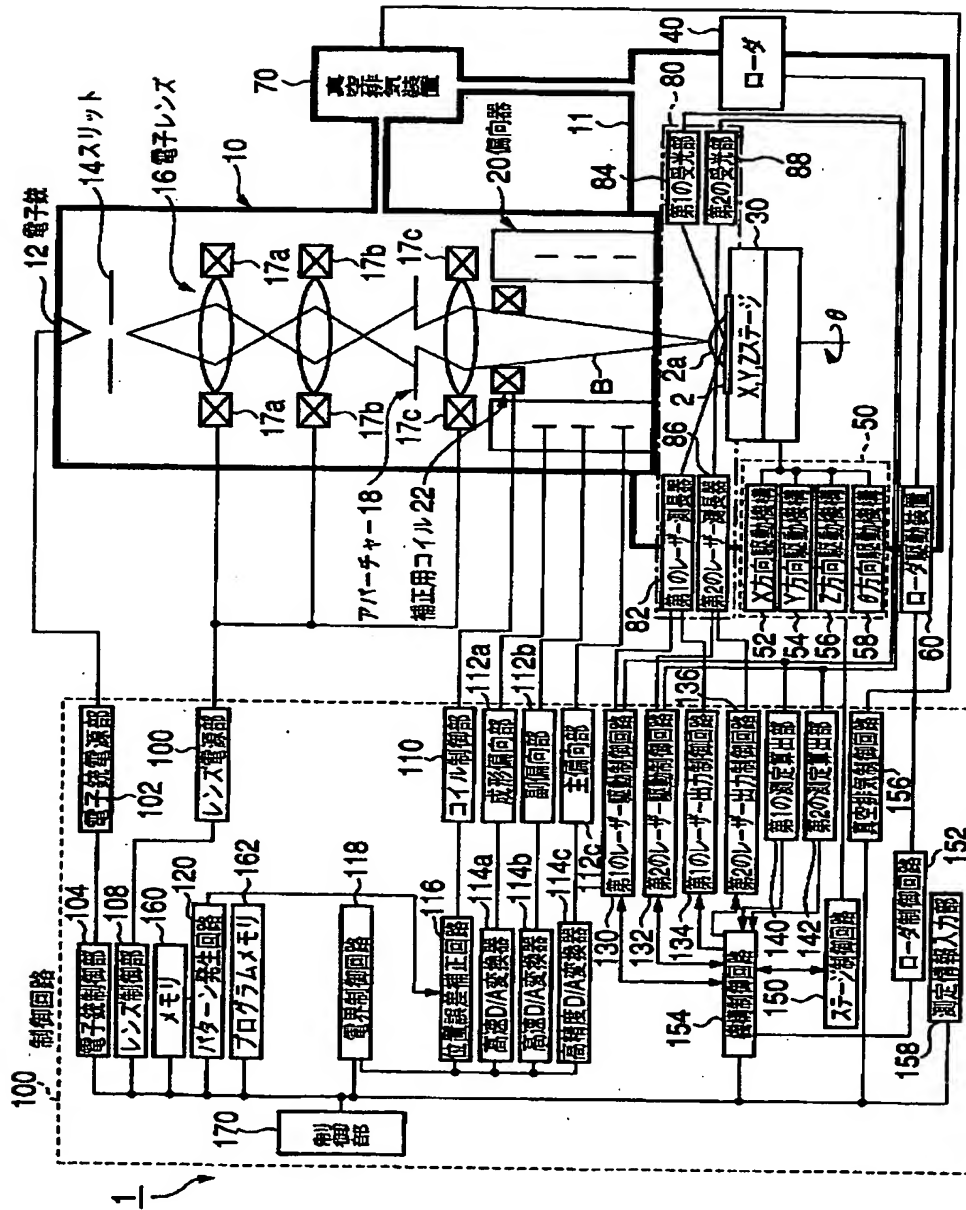 1
制御回路
100
電子銃制御部
104
レンズ制御部
108
メモリ
160
パターン発生回路
120
プログラムメモリ
162
電界制御回路
118
制御部
170
位置誤差補正回路
116
高速D/A変換器
114a
高速D/A変換器
114b
高精度D/A変換器
114c
機構制御回路
154
ステージ制御回路
150
ローダ制御回路
152
測定情報入力部
158
電子銃電源部
102
レンズ電源部
100
コイル制御部
110
成形偏向部
112a
副偏向部
112b
主偏向部
112c
第1のレーザー駆動制御回路
130
第2のレーザー駆動制御回路
132
第1のレーザー出力制御回路
134
第2のレーザー出力制御回路
136
第1の測定算出部
140
第2の測定算出部
142
真空排気制御回路
156
12 電子銃
14スリット
16 電子レンズ
10
17a
17a
17b
17b
アパーチャー18
17c
17c
補正用コイル22
20偏向器
B
11
真空排気装置
70
ローダ
40
第1のレーザー測長器
82
第2のレーザー測長器
86
第1の受光部
84
第2の受光部
88
80
2
2a
X,Y,Zステージ
30
θ
X方向駆動機構
52
Y方向駆動機構
54
Z方向駆動機構
56
θ方向駆動機構
58
50
ローダ駆動装置
60